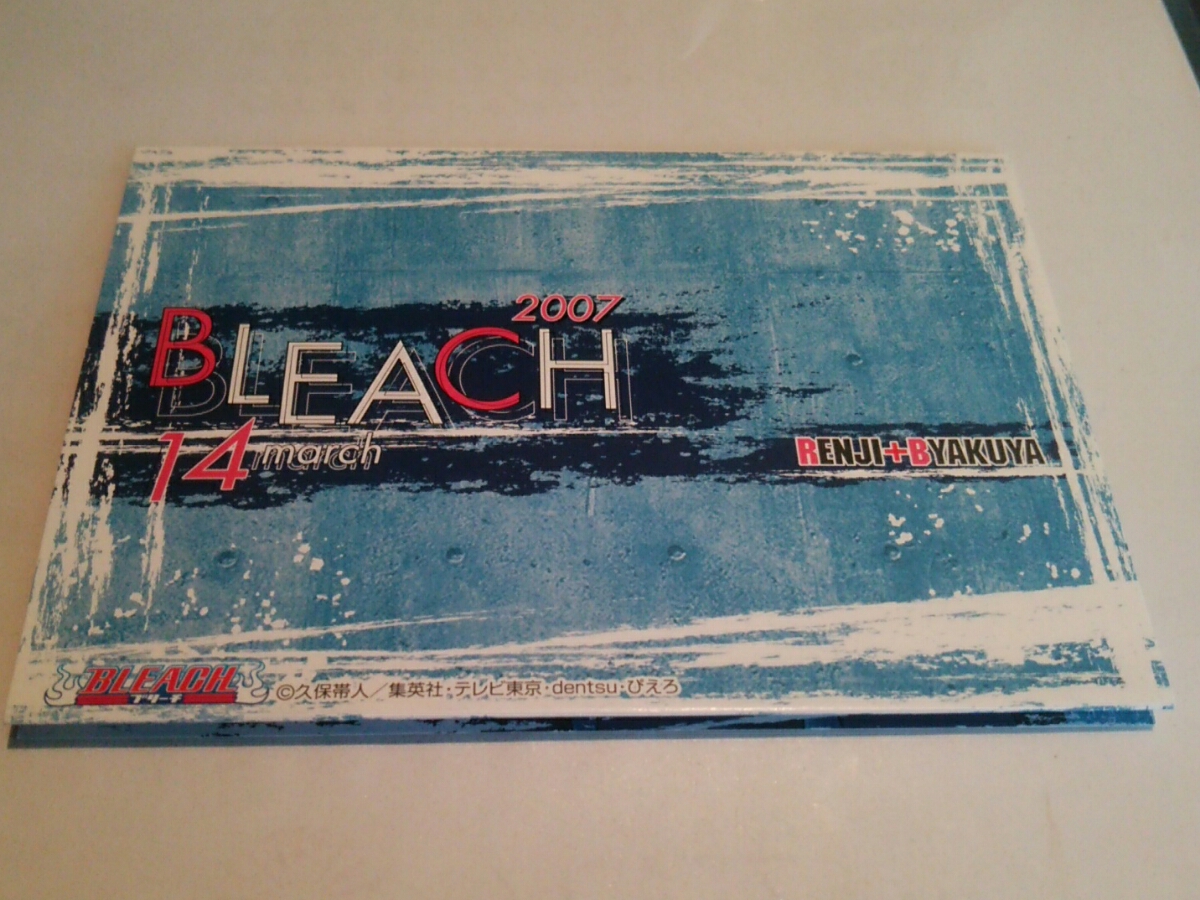 2007
BLEACH
14 march
RENJI+BYAKUYA
BLEACH
ブリーチ
©久保帯人／集英社・テレビ東京・dentsu・ぴえろ